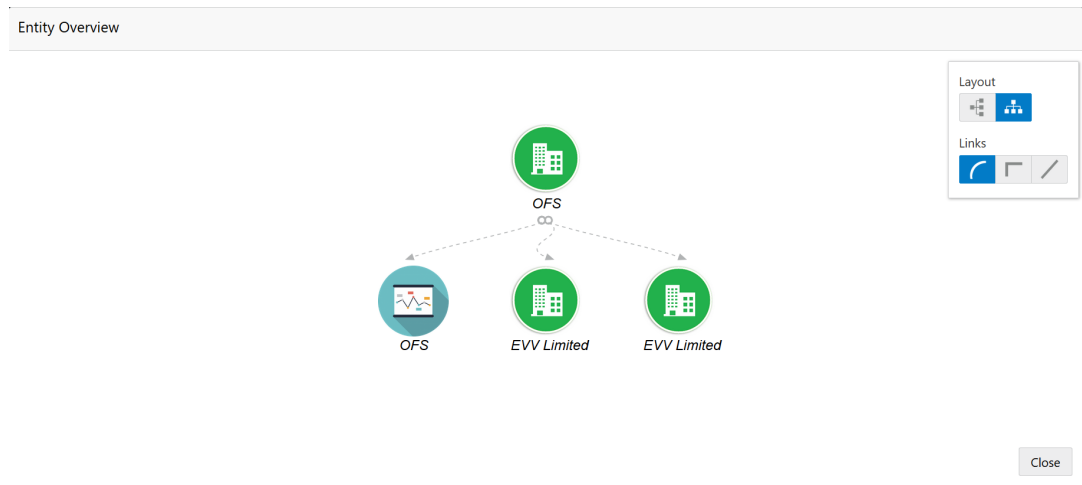 Entity Overview
Layout
Links
OFS
OFS
EVV Limited
EVV Limited
Close